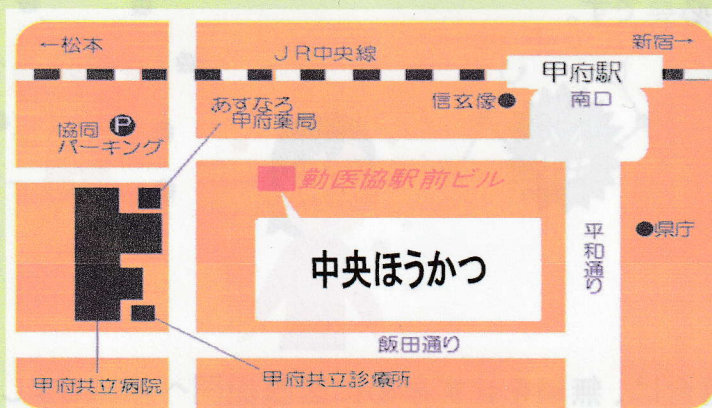 ←松本
JR中央線
新宿→
甲府駅
南口
信玄像
あすなろ
甲府薬局
協同 P
パーキング
勤医協駅前ビル
中央ほうかつ
平和通り
県庁
飯田通り
甲府共立病院
甲府共立診療所